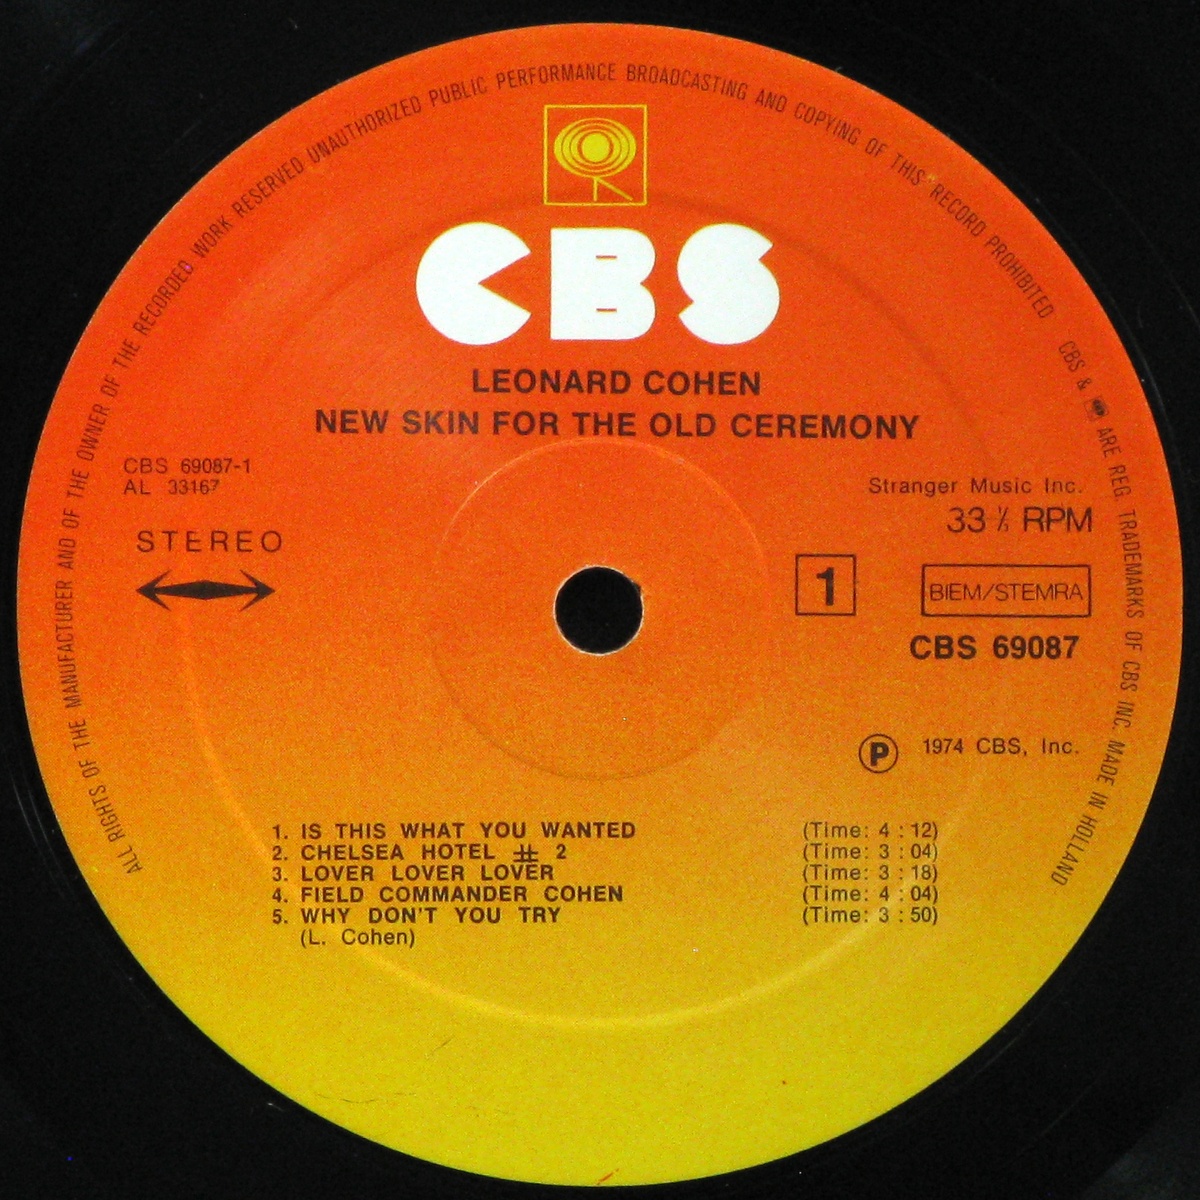 ALL RIGHTS OF THE MANUFACTURER AND OF THE OWNER OF THE RECORDED WORK RESERVED UNAUTHORIZED PUBLIC PERFORMANCE BROADCASTING AND COPYING OF THIS RECORD PROHIBITED
CBS & ARE REG. TRADEMARKS OF CBS INC. MADE IN HOLLAND
CBS
LEONARD COHEN
NEW SKIN FOR THE OLD CEREMONY
CBS 69087-1
AL 33167
STEREO
Stranger Music Inc.
33 ⅓ RPM
1
BIEM/STEMRA
CBS 69087
Ⓟ 1974 CBS, Inc.
1. IS THIS WHAT YOU WANTED (Time: 4 : 12)
2. CHELSEA HOTEL # 2 (Time: 3 : 04)
3. LOVER LOVER LOVER (Time: 3 : 18)
4. FIELD COMMANDER COHEN (Time: 4 : 04)
5. WHY DON'T YOU TRY (Time: 3 : 50)
(L. Cohen)